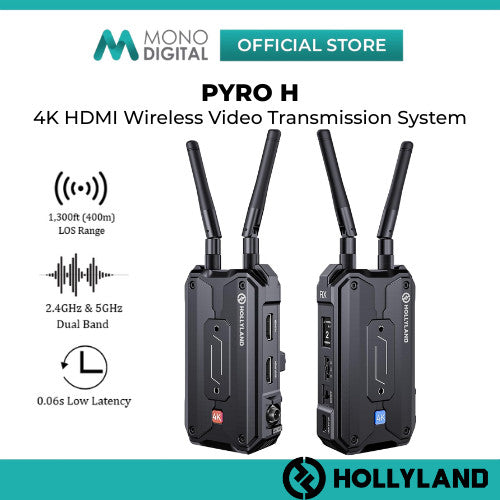 MONO
DIGITAL
OFFICIAL STORE
PYRO H
4K HDMI Wireless Video Transmission System
1,300ft (400m)
LOS Range
2.4GHz & 5GHz
Dual Band
0.06s Low Latency
HOLLYLAND
4K
RX
HOLLYLAND
4K
HOLLYLAND